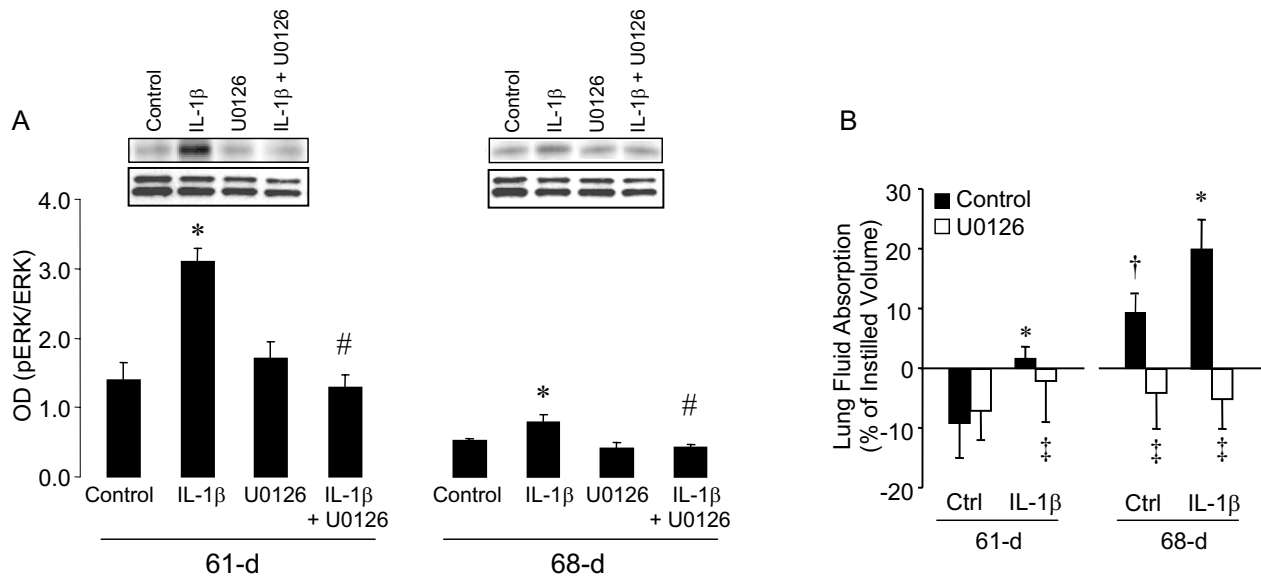 A
Control
IL-1β
U0126
IL-1β + U0126
Control
IL-1β
U0126
IL-1β + U0126
OD (pERK/ERK)
4.0
3.0
2.0
1.0
0.0
*
#
*
#
Control
IL-1β
U0126
IL-1β
+ U0126
Control
IL-1β
U0126
IL-1β
+ U0126
61-d
68-d
B
Lung Fluid Absorption
(% of Instilled Volume)
30
20
10
0
-10
-20
Control
U0126
*
‡
†
‡
*
‡
Ctrl
IL-1β
Ctrl
IL-1β
61-d
68-d